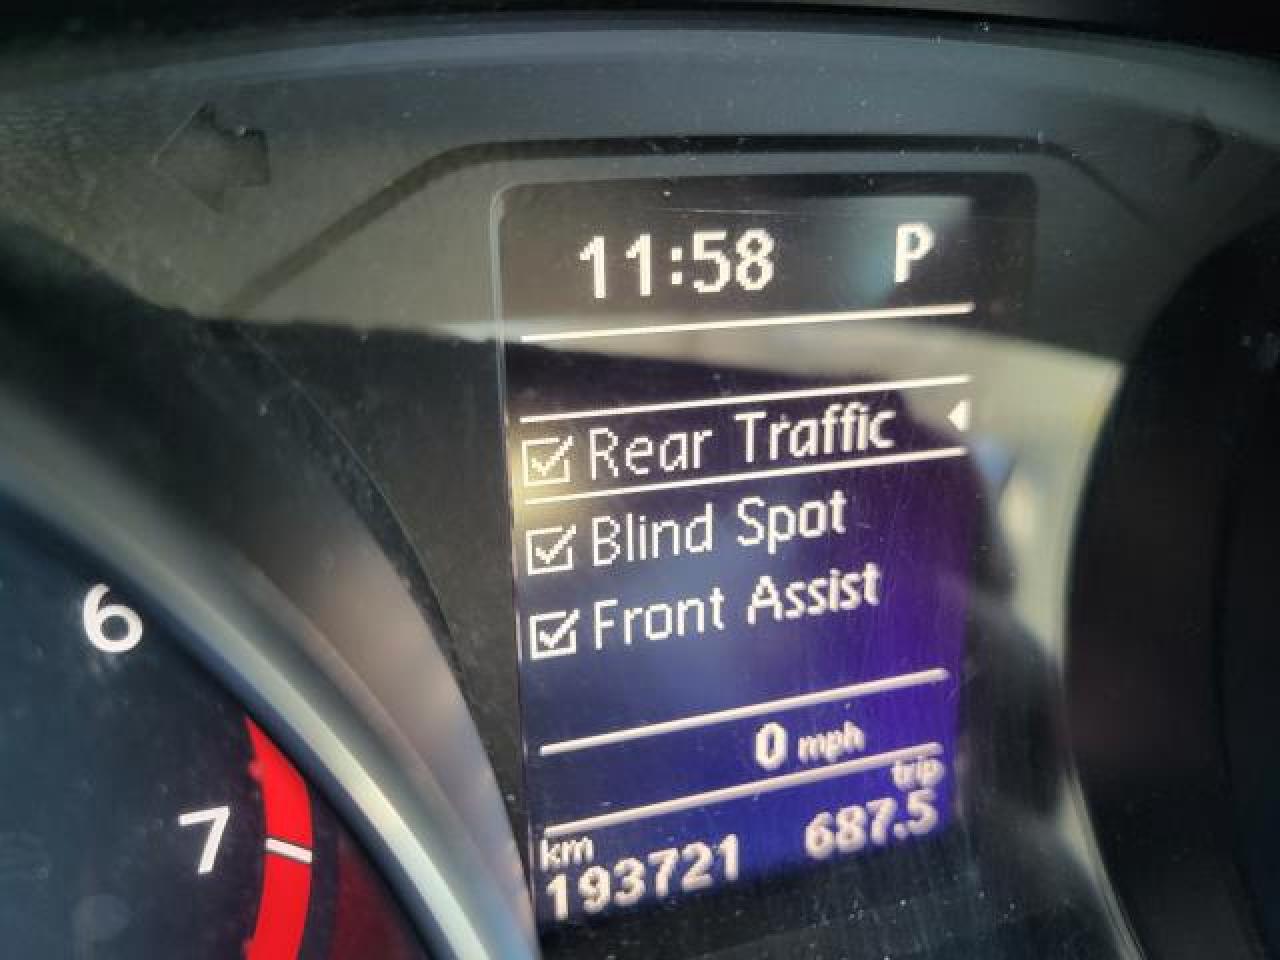 11:58 P
Rear Traffic
Blind Spot
Front Assist
0 mph
trip
km
193721 687.5
6
7